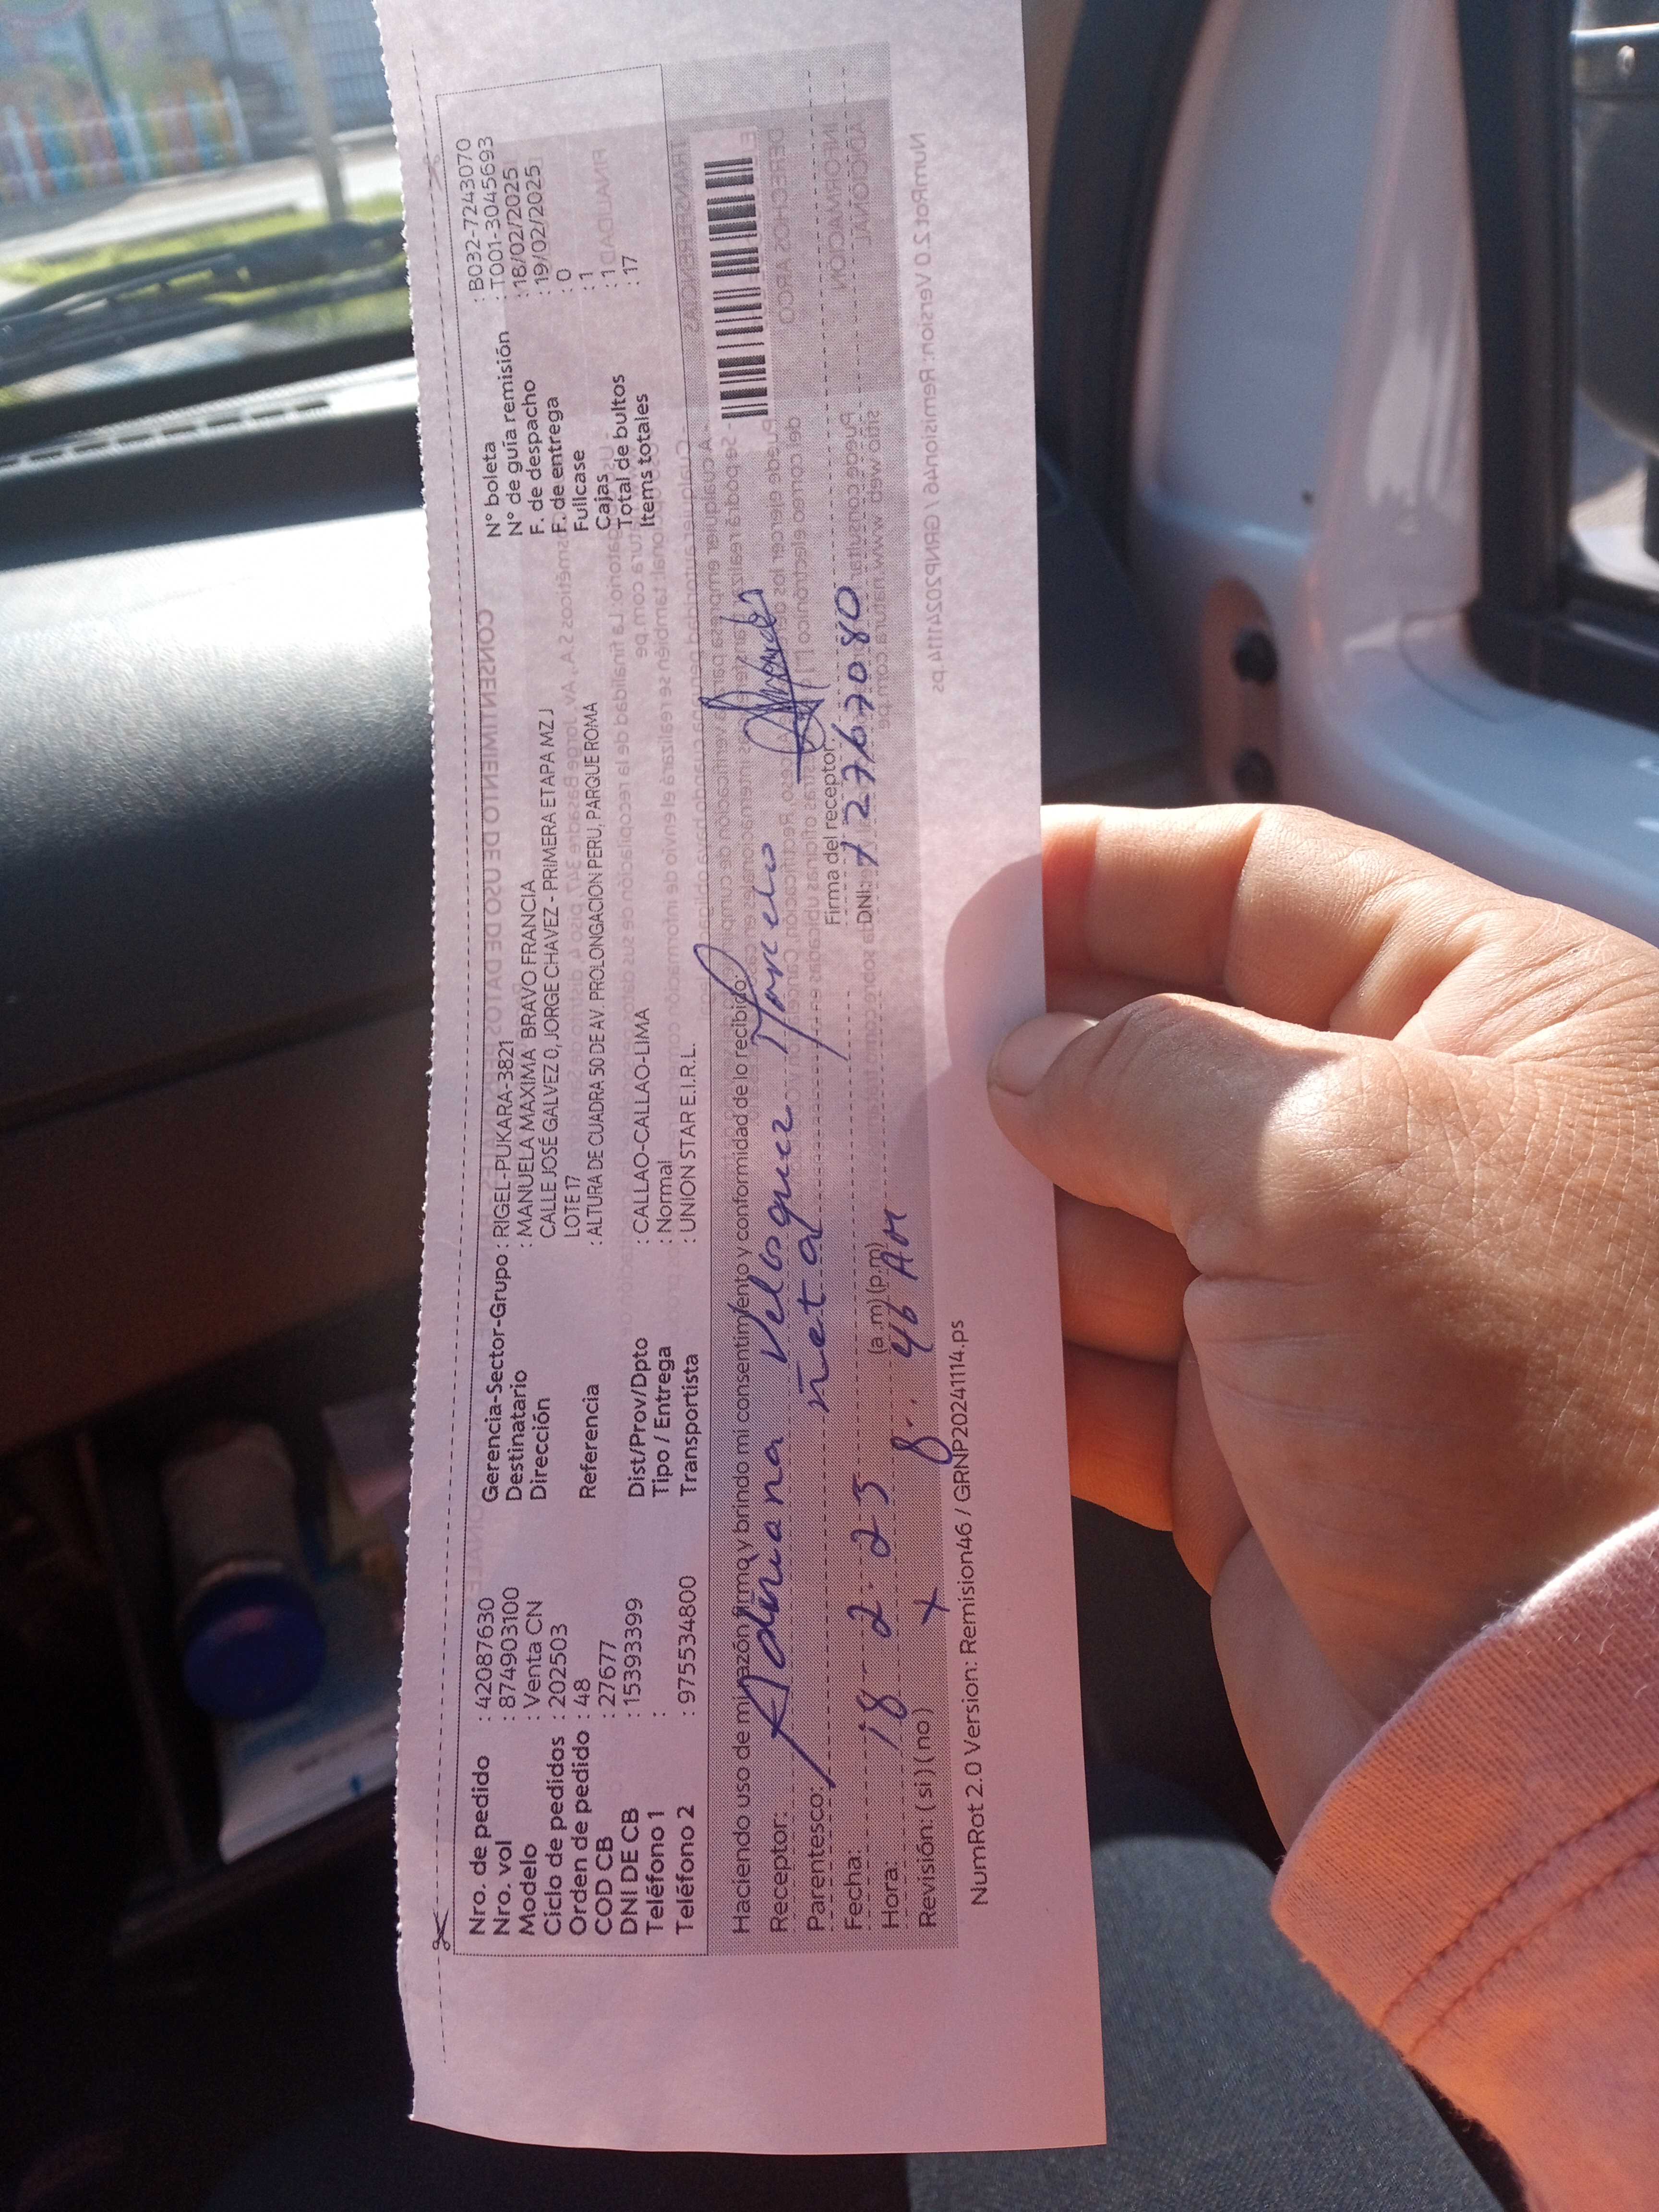 Nro. de pedido : 42087630
Nro. vol : 874903100
Modelo : Venta CN
Ciclo de pedidos : 202503
Orden de pedido : 48
COD CB : 27677
DNI DE CB : 15393399
Teléfono 1 :
Teléfono 2 : 975534800
Gerencia-Sector-Grupo : RIGEL-PUKARA-3821
Destinatario : MANUELA MAXIMA BRAVO FRANCIA
Dirección CALLE JOSÉ GALVEZ 0, JORGE CHAVEZ - PRIMERA ETAPA MZ J
LOTE 17
Referencia : ALTURA DE CUADRA 50 DE AV. PROLONGACION PERU, PARQUE ROMA
Dist/Prov/Dpto : CALLAO-CALLAO-LIMA
Tipo / Entrega : Normal
Transportista : UNION STAR E.I.R.L.
N° boleta : B032-7243070
N° de guía remisión : T001-3045693
F. de despacho : 18/02/2025
F. de entrega : 19/02/2025
Fullcase : 0
Cajas : 1
Total de bultos : 1
Items totales : 17
Haciendo uso de mi razón firmo y brindo mi consentimiento y conformidad de lo recibido:
Receptor: Adriana Velasquez Marcelo
Parentesco: nieta
Firma del receptor:
Fecha: 18 2 25
DNI: 72767080
Hora: 8:46 AM (a .m) (p.m)
Revisión: ( si ) ( no ) x
NumRot 2.0 Version: Remision46 / GRNP20241114.ps